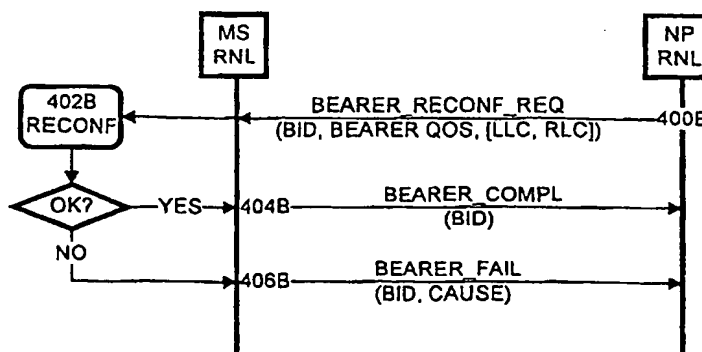 MS
RNL
NP
RNL
402B
RECONF
BEARER_RECONF_REQ
(BID, BEARER QOS, [LLC, RLC])
400B
OK?
YES
404B
BEARER_COMPL
(BID)
NO
406B
BEARER_FAIL
(BID, CAUSE)